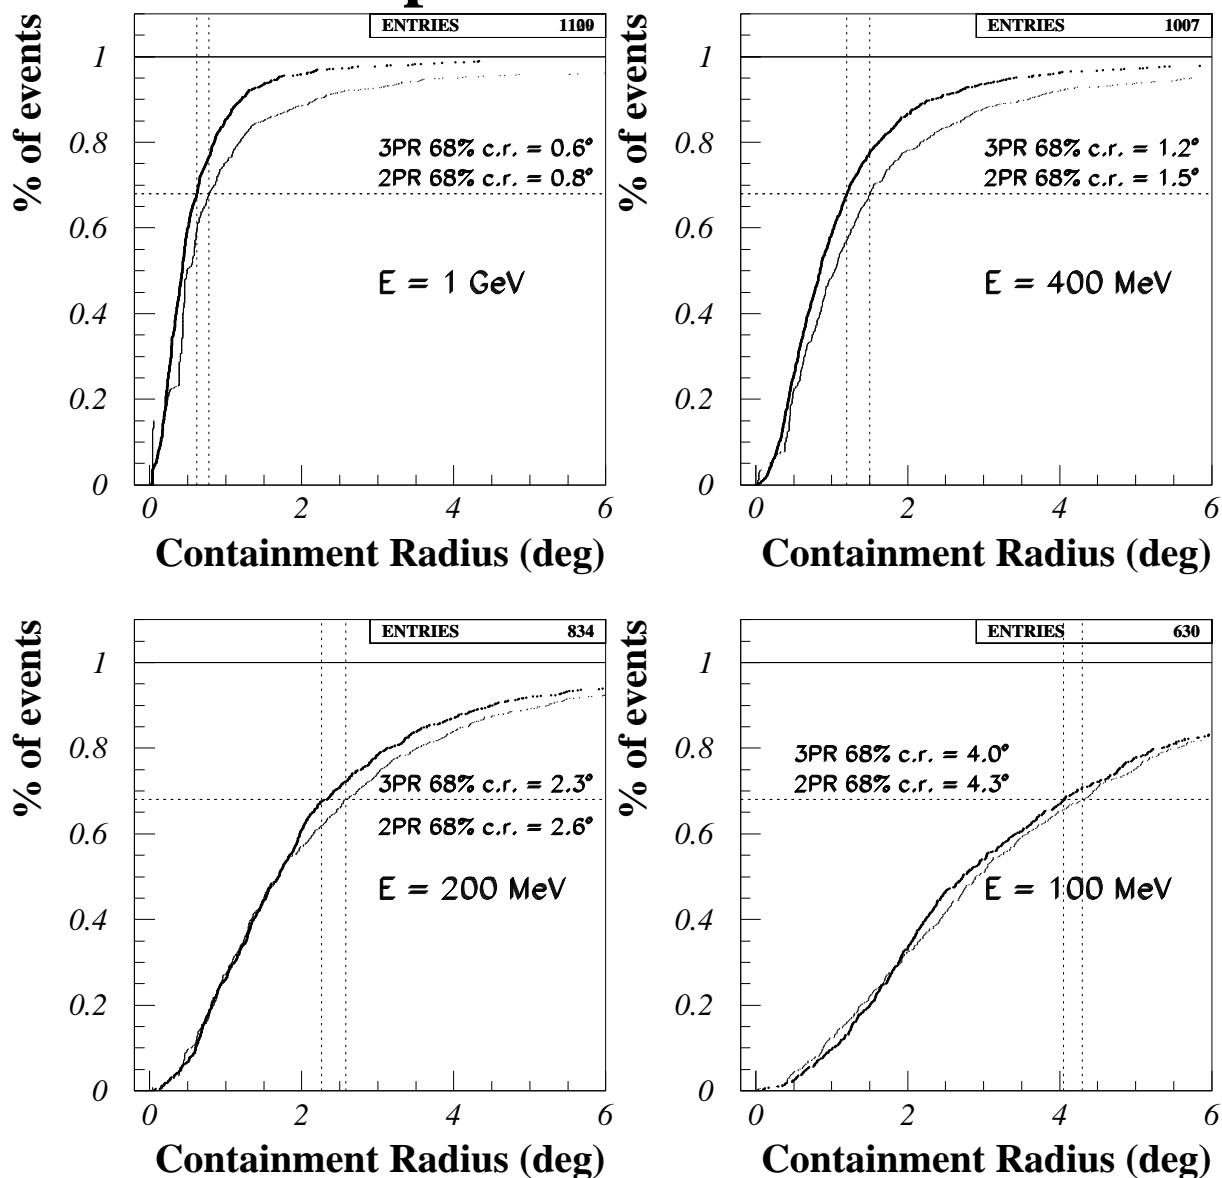 p
ENTRIES
% of events
1
0.8
0.6
0.4
0.2
0
3PR 68% c.r. = 0.6°
2PR 68% c.r. = 0.8°
E = 1 GeV
0 2 4 6
Containment Radius (deg)
ENTRIES 1007
% of events
1
0.8
0.6
0.4
0.2
0
3PR 68% c.r. = 1.2°
2PR 68% c.r. = 1.5°
E = 400 MeV
0 2 4 6
Containment Radius (deg)
ENTRIES 834
% of events
1
0.8
0.6
0.4
0.2
0
3PR 68% c.r. = 2.3°
2PR 68% c.r. = 2.6°
E = 200 MeV
0 2 4 6
Containment Radius (deg)
ENTRIES 630
% of events
1
0.8
0.6
0.4
0.2
0
3PR 68% c.r. = 4.0°
2PR 68% c.r. = 4.3°
E = 100 MeV
0 2 4 6
Containment Radius (deg)